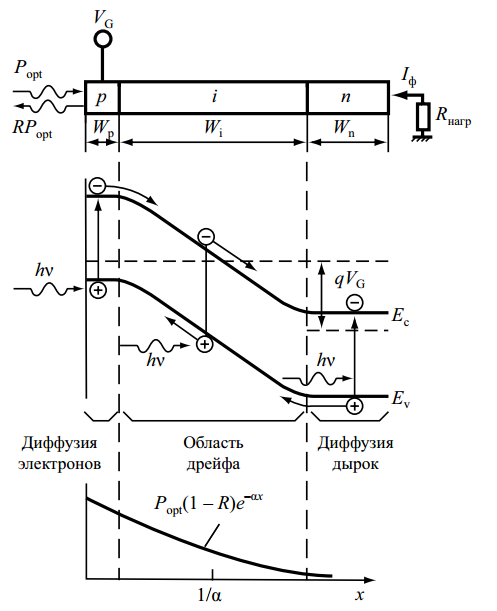 V_G
P_opt
RP_opt
p
i
n
I_ф
R_нагр
W_p
W_i
W_n
hν
qV_G
E_c
hν
hν
E_v
Диффузия
электронов
Область
дрейфа
Диффузия
дырок
P_opt(1 – R)e^–αx
1/α
x